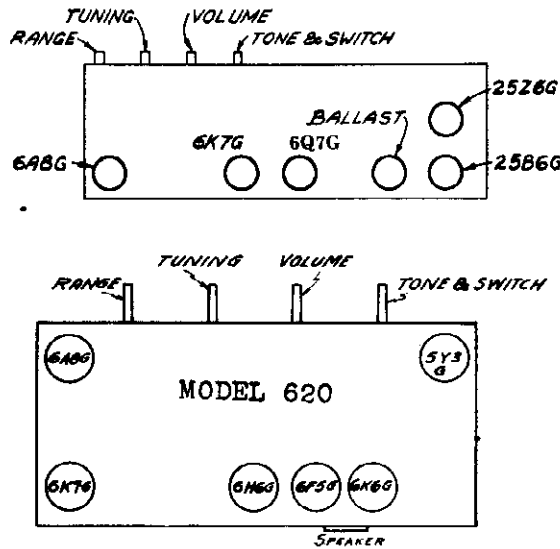 TUNING VOLUME
RANGE TONE & SWITCH
25Z6G
BALLAST
6K7G 6Q7G
6A8G 25B6G
TUNING VOLUME
RANGE TONE & SWITCH
6A8G 5Y3
G
MODEL 620
6K7G 6H6G 6F5G 6K6G
SPEAKER